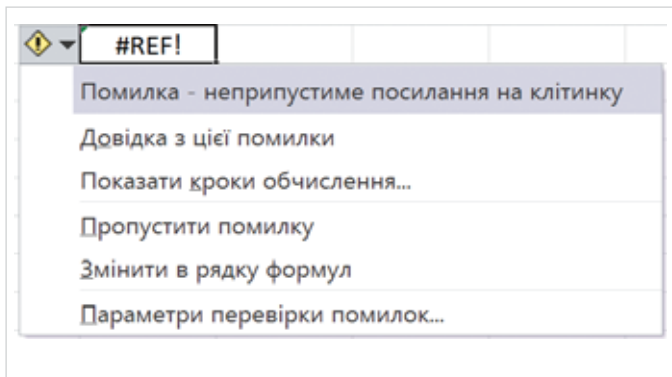 #REF!
Помилка - неприпустиме посилання на клітинку
Довідка з цієї помилки
Показати кроки обчислення...
Пропустити помилку
Змінити в рядку формул
Параметри перевірки помилок...